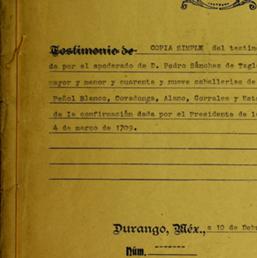 Testimonio de COPIA SIMPLE del testim
da por el apoderado de D. Pedro Sánchez de Tagl
mayor y menor y cuarenta y nueve caballerías de
Peñol Blanco, Covadonga, Alamo, Corrales y Est
de la confirmación dada por el Presidente de l
4 de marzo de 1709.
Durango, Méx., a 10 de
Núm. -------